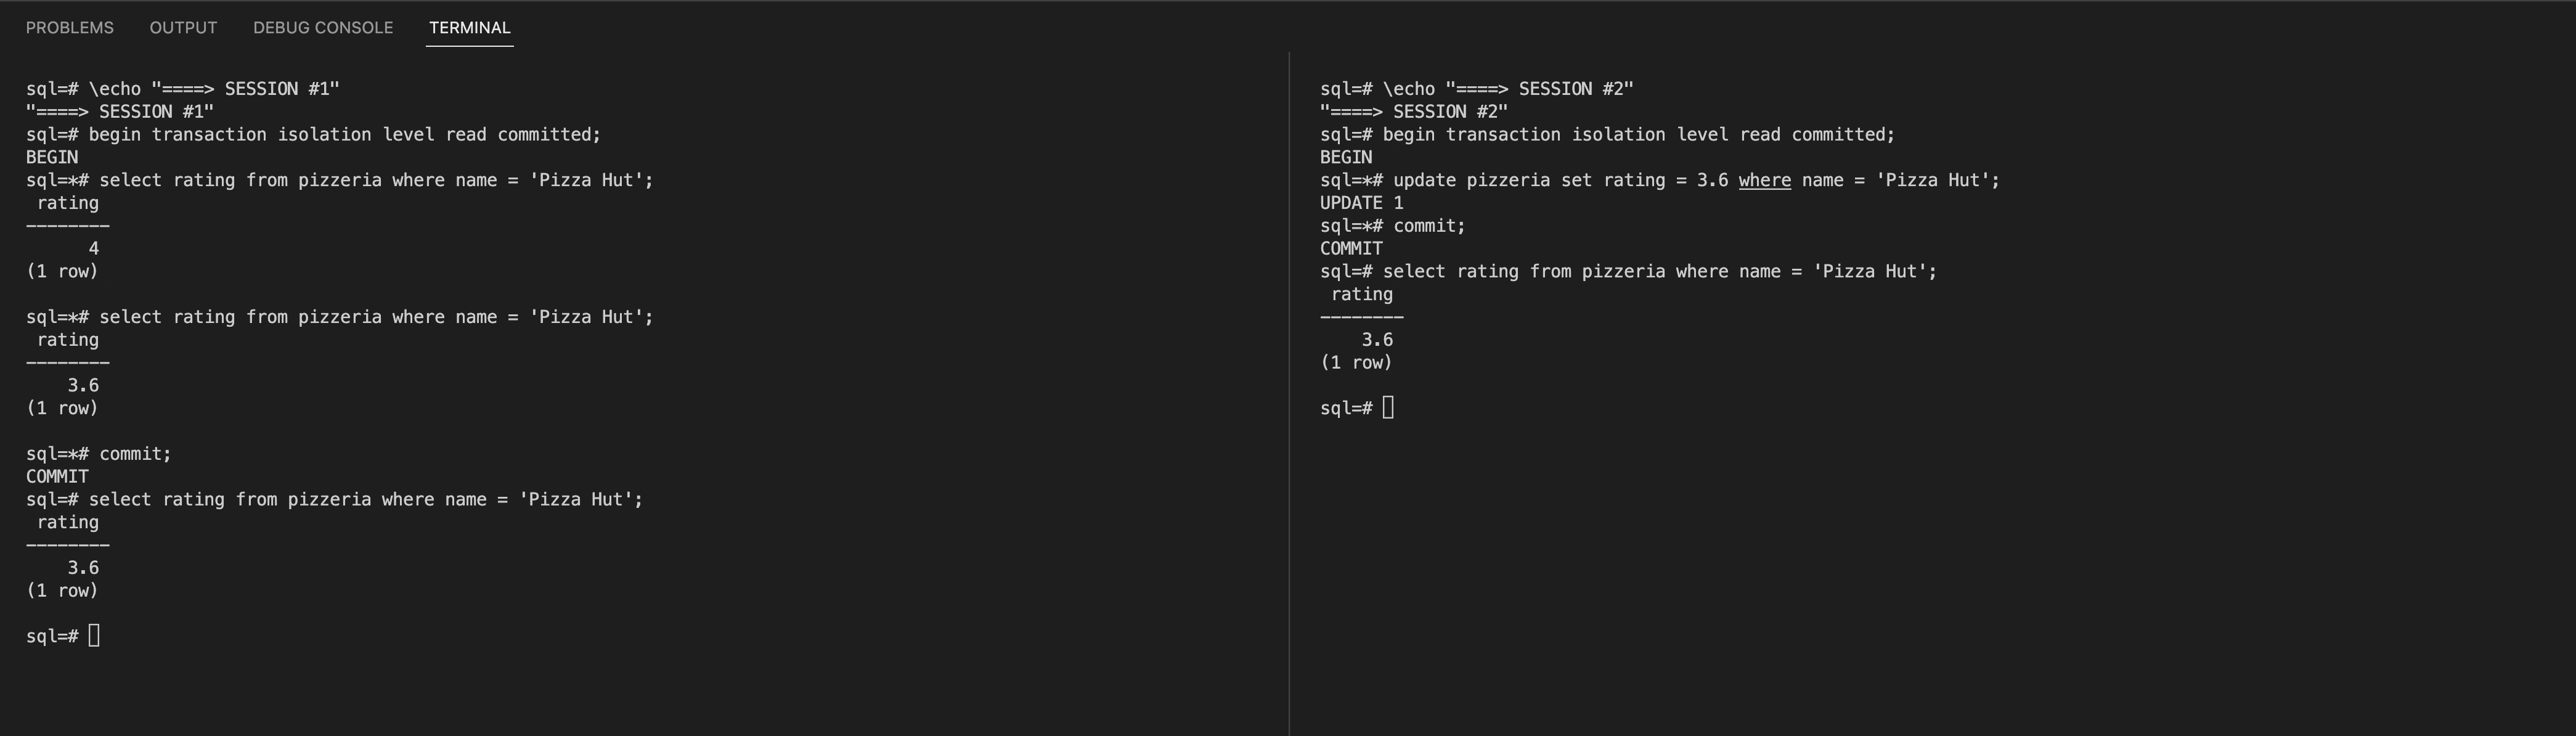 PROBLEMS OUTPUT DEBUG CONSOLE TERMINAL
sql=# \echo "====> SESSION #1"
"====> SESSION #1"
sql=# begin transaction isolation level read committed;
BEGIN
sql=*# select rating from pizzeria where name = 'Pizza Hut';
 rating
--------
      4
(1 row)

sql=*# select rating from pizzeria where name = 'Pizza Hut';
 rating
--------
    3.6
(1 row)

sql=*# commit;
COMMIT
sql=# select rating from pizzeria where name = 'Pizza Hut';
 rating
--------
    3.6
(1 row)

sql=#
sql=# \echo "====> SESSION #2"
"====> SESSION #2"
sql=# begin transaction isolation level read committed;
BEGIN
sql=*# update pizzeria set rating = 3.6 where name = 'Pizza Hut';
UPDATE 1
sql=*# commit;
COMMIT
sql=# select rating from pizzeria where name = 'Pizza Hut';
 rating
--------
    3.6
(1 row)

sql=#